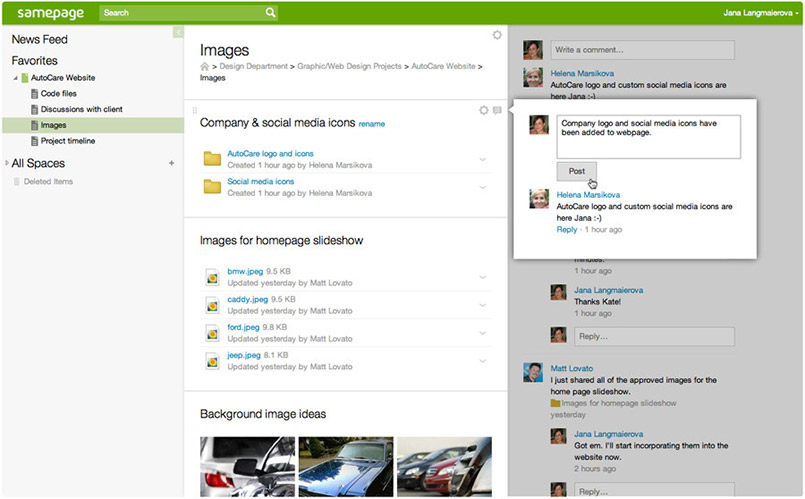 samepage
Search
Jana Langmaierova
News Feed
Favorites
AutoCare Website
Code files
Discussions with client
Images
Project timeline
All Spaces +
Deleted Items
Images
> Design Department > Graphic/Web Design Projects > AutoCare Website >
Images
Company & social media icons rename
AutoCare logo and icons
Created 1 hour ago by Helena Marsikova
Social media icons
Created 1 hour ago by Helena Marsikova
Images for homepage slideshow
bmw.jpeg 9.5 KB
Updated yesterday by Matt Lovato
caddy.jpeg 9.5 KB
Updated yesterday by Matt Lovato
ford.jpeg 9.8 KB
Updated yesterday by Matt Lovato
jeep.jpeg 8.1 KB
Updated yesterday by Matt Lovato
Background image ideas
Write a comment...
Helena Marsikova
AutoCare logo and custom social media icons are
Company logo and social media icons have
been added to webpage.
Post
Helena Marsikova
AutoCare logo and custom social media icons are
here Jana :-)
Reply · 1 hour ago
minutes.
1 hour ago
Jana Langmaierova
Thanks Kate!
1 hour ago
Reply...
Matt Lovato
I just shared all of the approved images for the
home page slideshow.
Images for homepage slideshow
yesterday
Jana Langmaierova
Got em. I'll start incorporating them into the
website now.
2 hours ago
Reply...